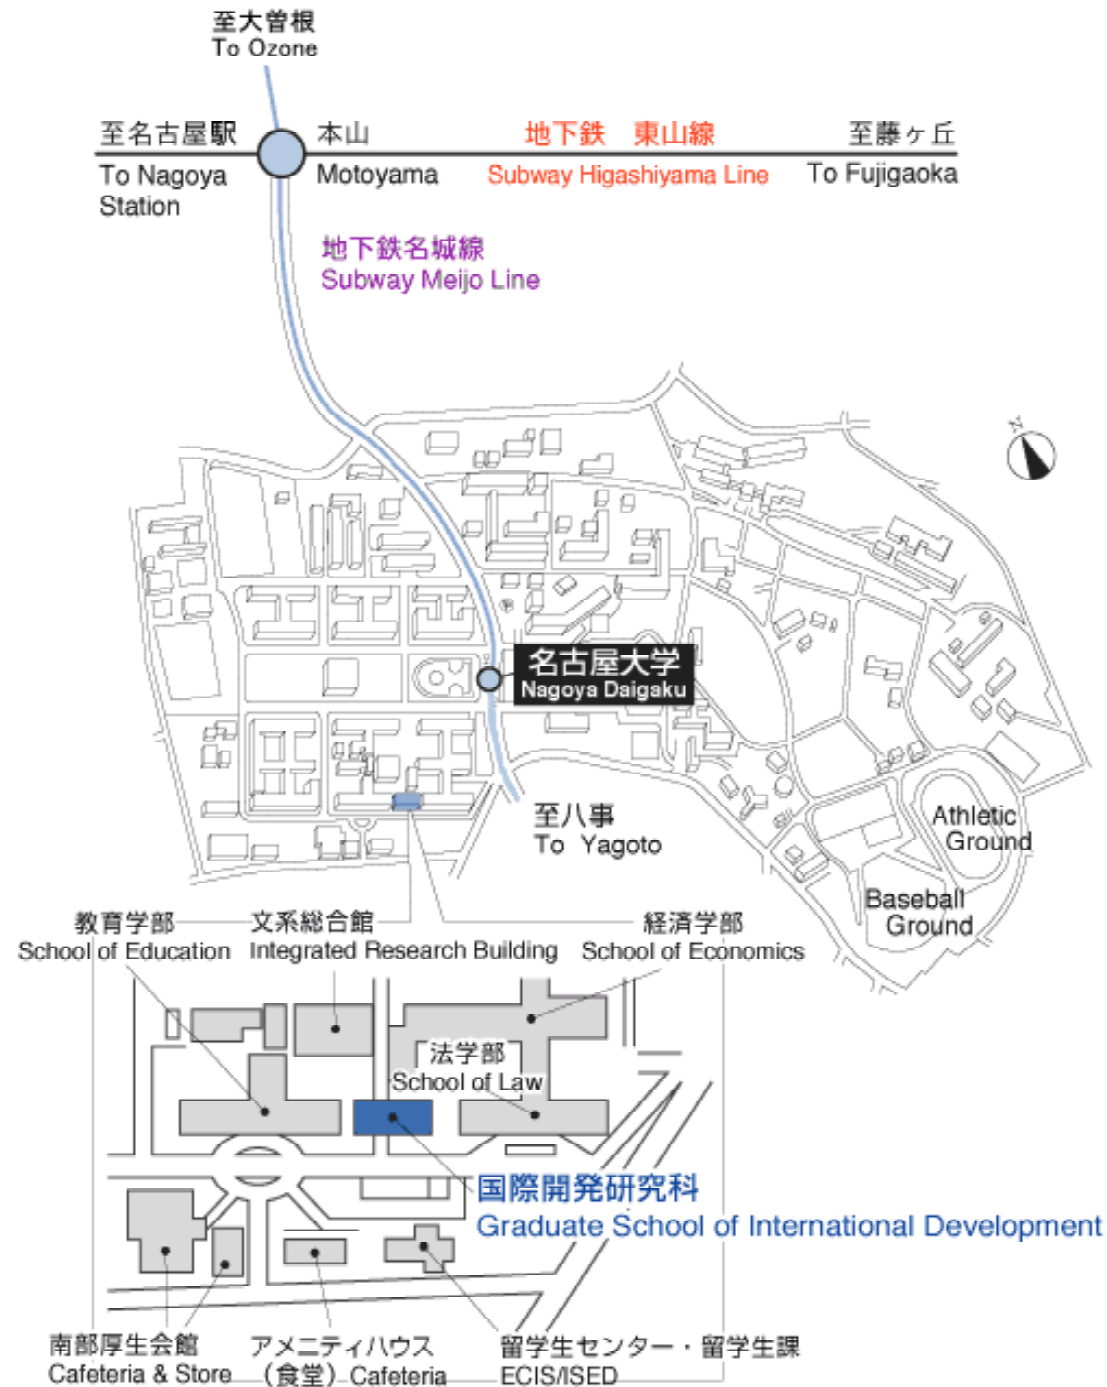 至大曽根
To Ozone
至名古屋駅
To Nagoya
Station
本山
Motoyama
地下鉄 東山線
Subway Higashiyama Line
至藤ヶ丘
To Fujigaoka
地下鉄名城線
Subway Meijo Line
N
名古屋大学
Nagoya Daigaku
至八事
To Yagoto
Athletic
Ground
Baseball
Ground
教育学部
School of Education
文系総合館
Integrated Research Building
経済学部
School of Economics
法学部
School of Law
国際開発研究科
Graduate School of International Development
南部厚生会館
Cafeteria & Store
アメニティハウス
（食堂）Cafeteria
留学生センター・留学生課
ECIS/ISED